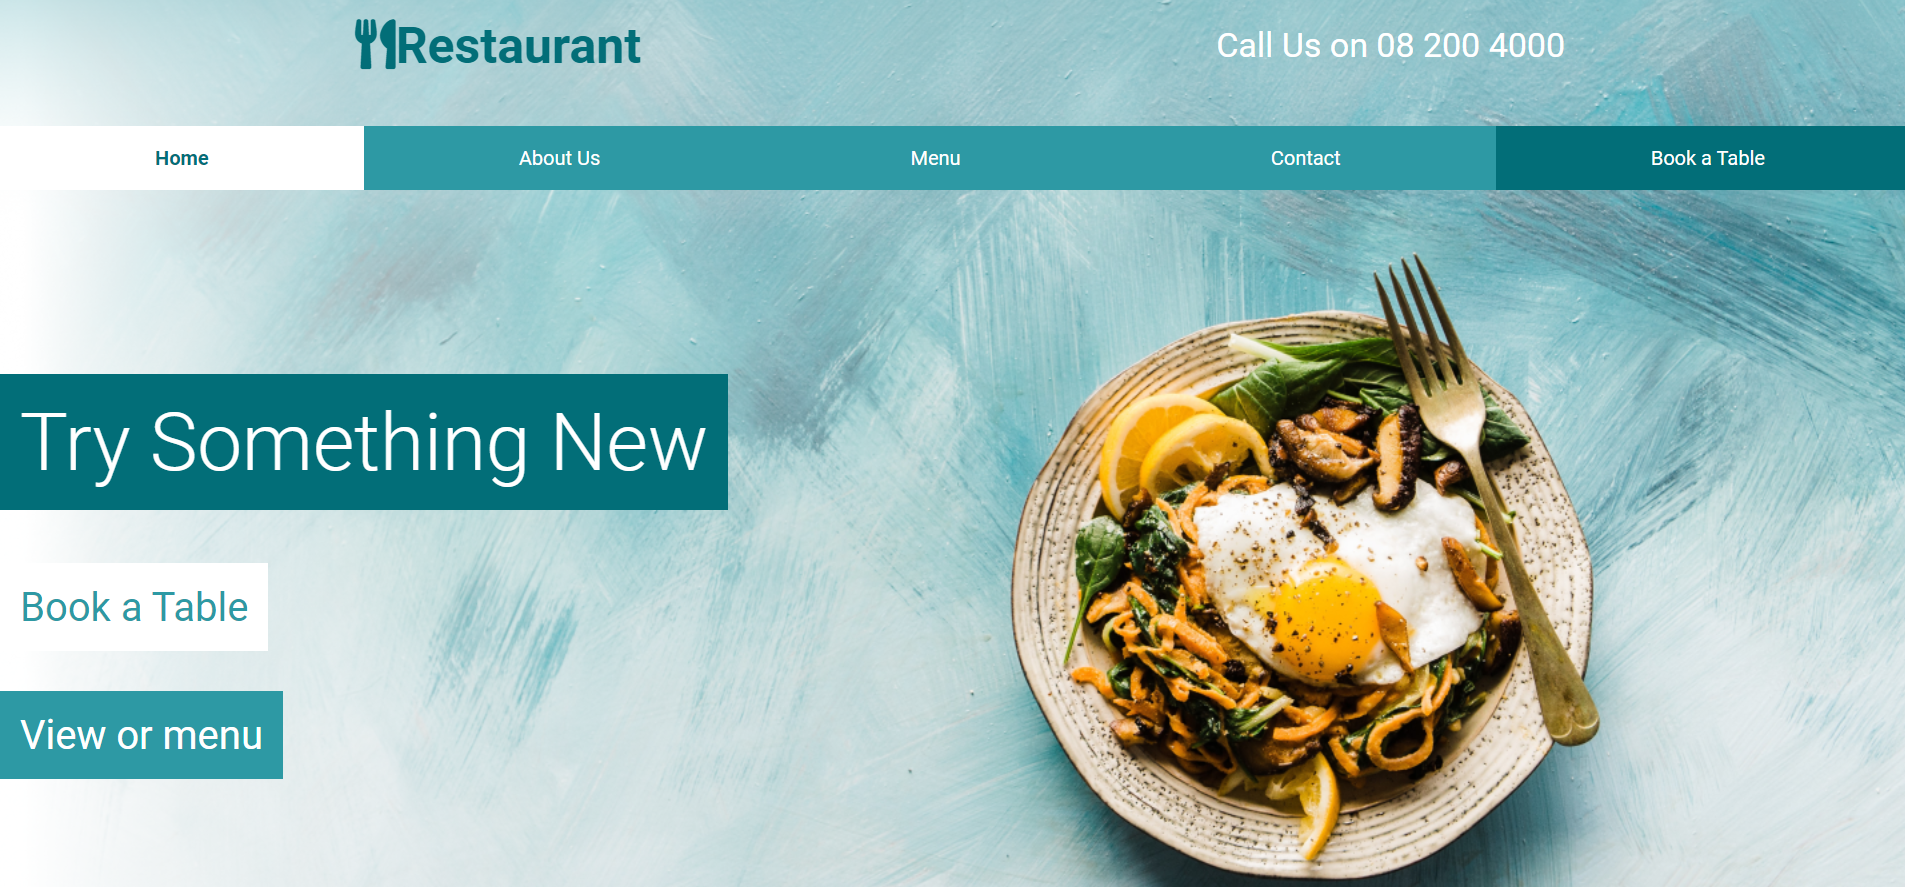 Restaurant
Call Us on 08 200 4000
Home
About Us
Menu
Contact
Book a Table
Try Something New
Book a Table
View or menu